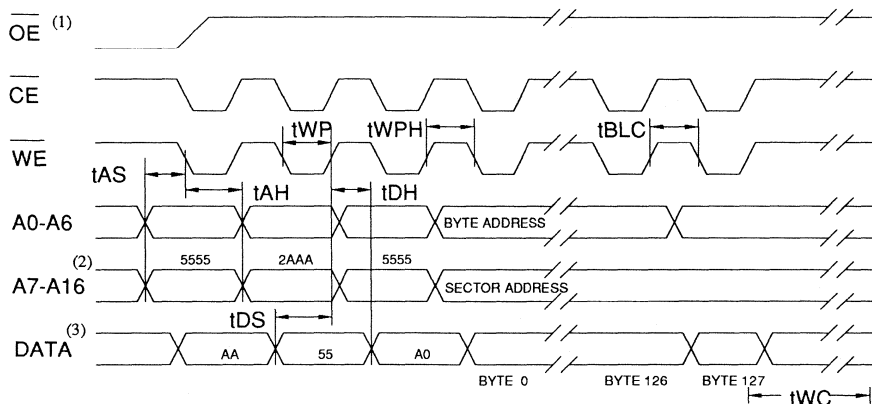 OE (1)
CE
tWP tWPH tBLC
WE
tAS tAH tDH
A0-A6 BYTE ADDRESS
5555 2AAA 5555
A7-A16 (2) SECTOR ADDRESS
tDS
DATA (3) AA 55 A0
BYTE 0 BYTE 126 BYTE 127
tWC